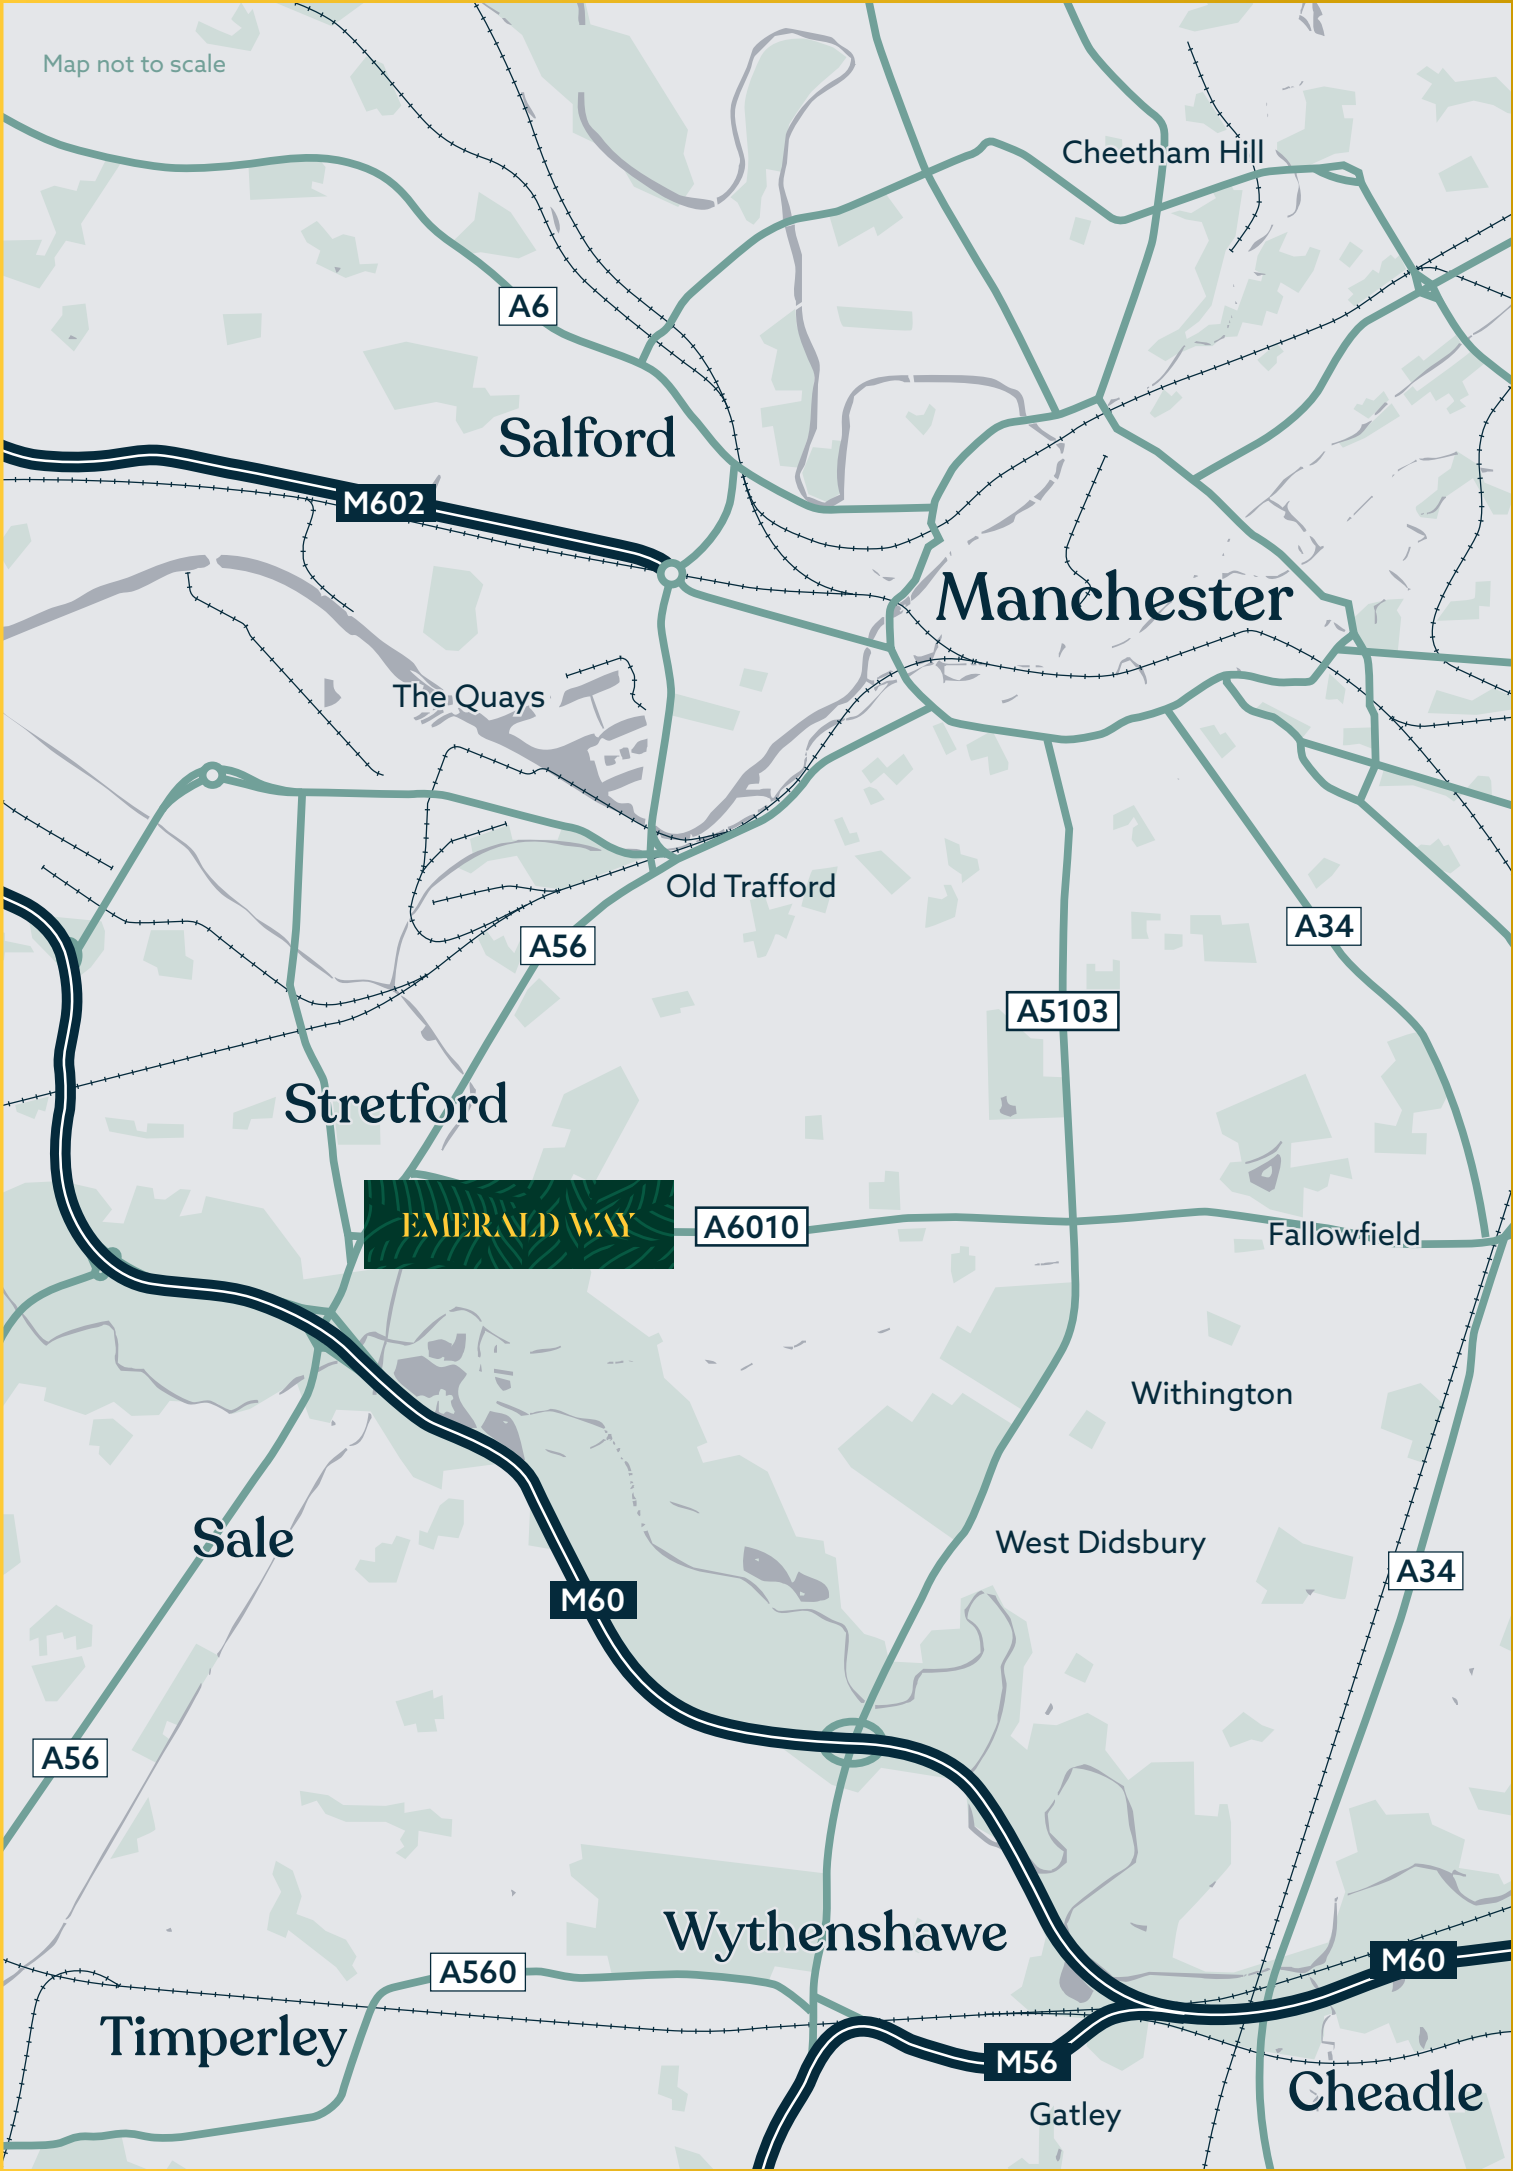 Map not to scale
Cheetham Hill
A6
Salford
M602
Manchester
The Quays
Old Trafford
A56
A34
A5103
Stretford
EMERALD WAY
A6010
Fallowfield
Withington
Sale
West Didsbury
A34
M60
A56
Wythenshawe
M60
A560
Timperley
M56
Cheadle
Gatley